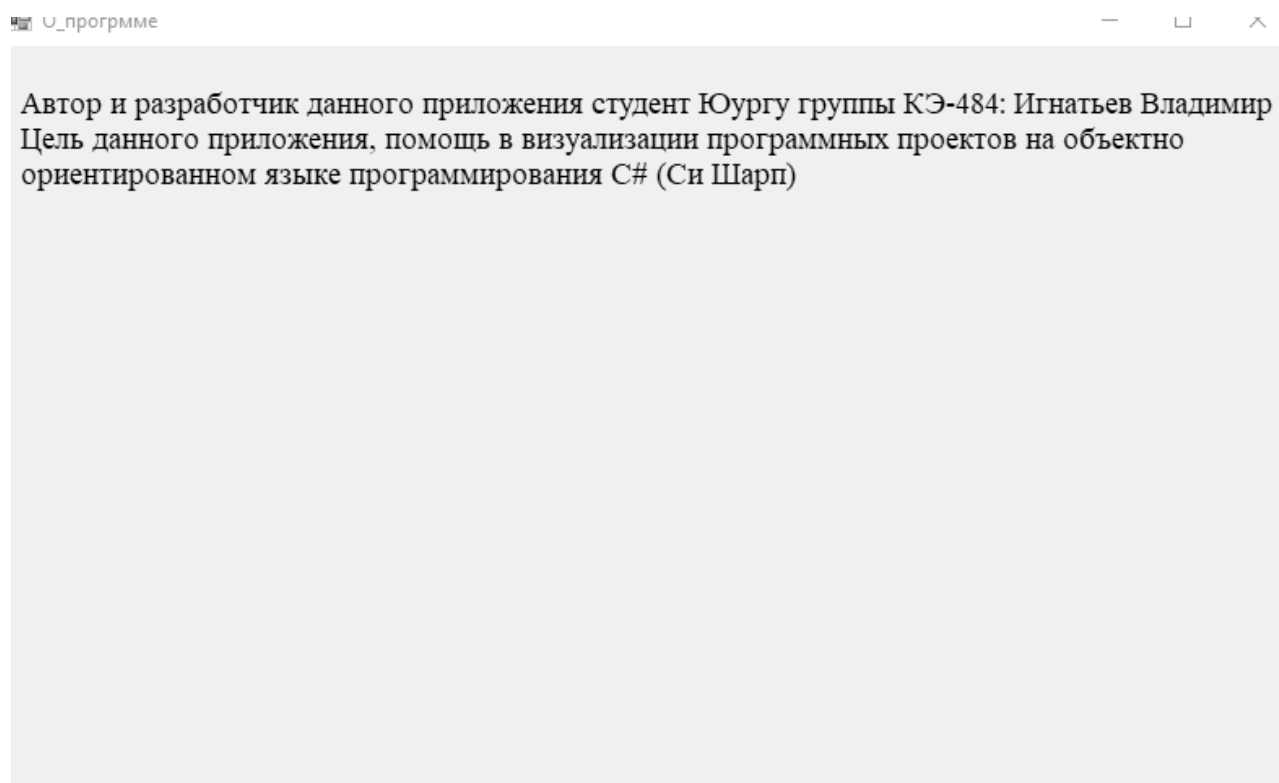 О_прогрмме
Автор и разработчик данного приложения студент Юургу группы КЭ-484: Игнатьев Владимир
Цель данного приложения, помощь в визуализации программных проектов на объектно
ориентированном языке программирования C# (Си Шарп)